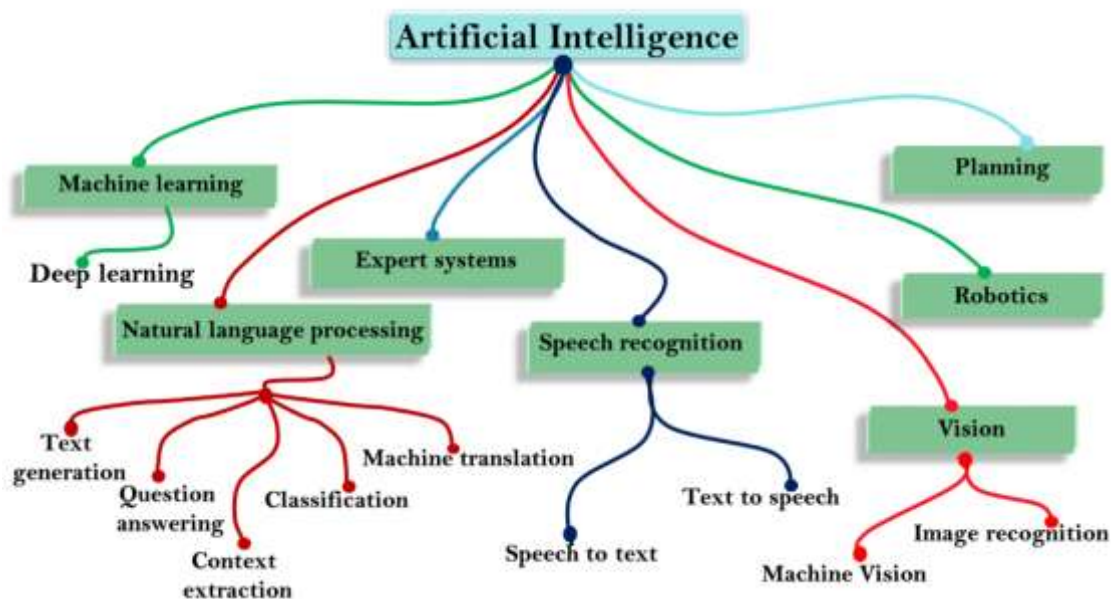 Artificial Intelligence
Machine learning
Planning
Deep learning
Expert systems
Robotics
Natural language processing
Speech recognition
Vision
Text
generation
Question
answering
Context
extraction
Classification
Machine translation
Speech to text
Text to speech
Machine Vision
Image recognition